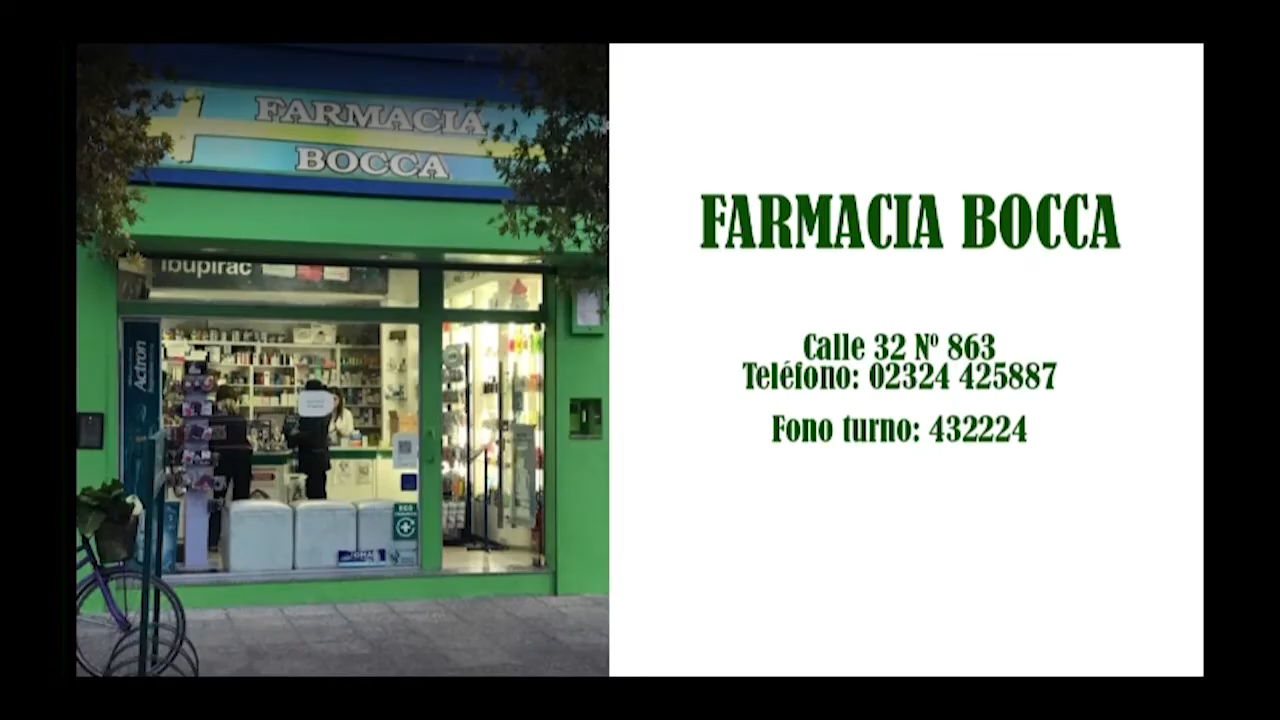 FARMACIA
BOCCA
Ibupirac
Actron
FARMACIA BOCCA
Calle 32 Nº 863
Teléfono: 02324 425887
Fono turno: 432224